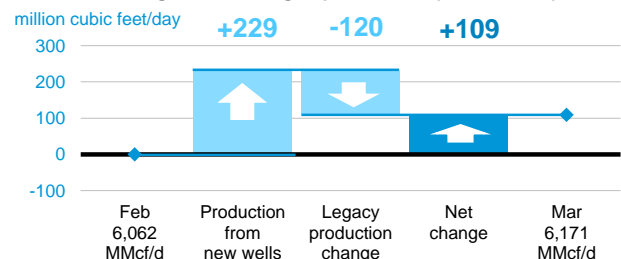 million cubic feet/day
+229 -120 +109
300
200
100
0
-100
Feb
6,062
MMcf/d
Production
from
new wells
Legacy
production
change
Net
change
Mar
6,171
MMcf/d